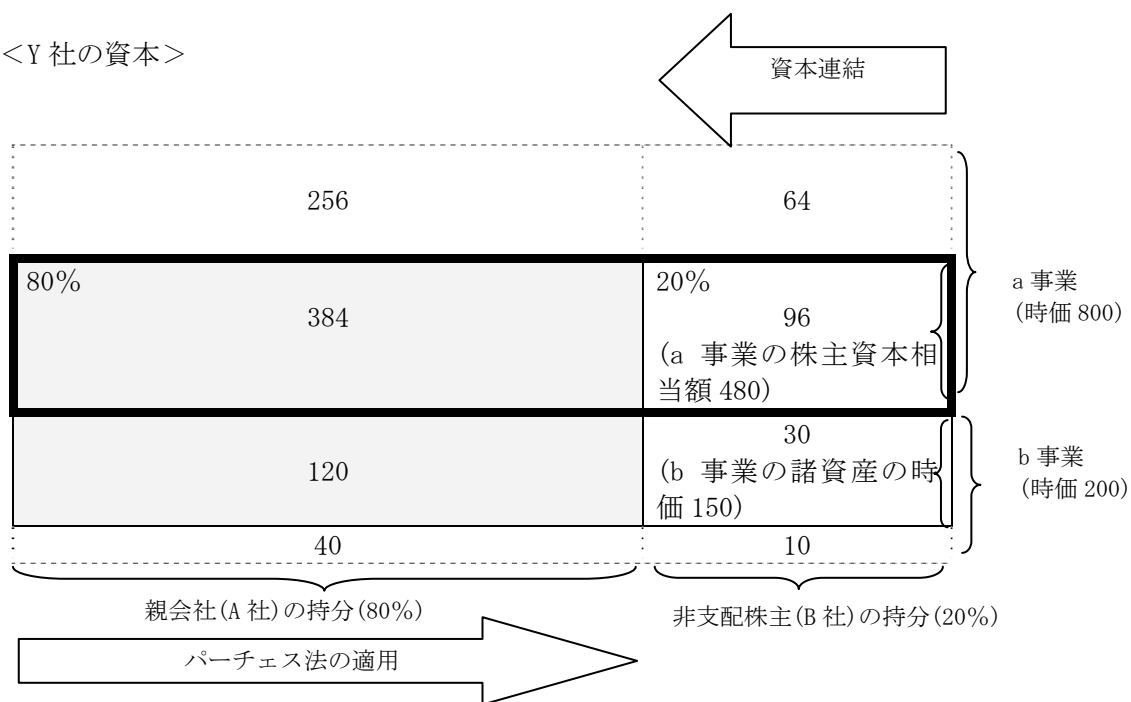 ＜Y 社の資本＞
資本連結
256
64
80％
384
20％
96
(a 事業の株主資本相
当額 480)
a 事業
(時価 800)
120
30
(b 事業の諸資産の時
価 150)
b 事業
(時価 200)
40
10
親会社(A 社)の持分(80％)
非支配株主(B 社)の持分(20％)
パーチェス法の適用